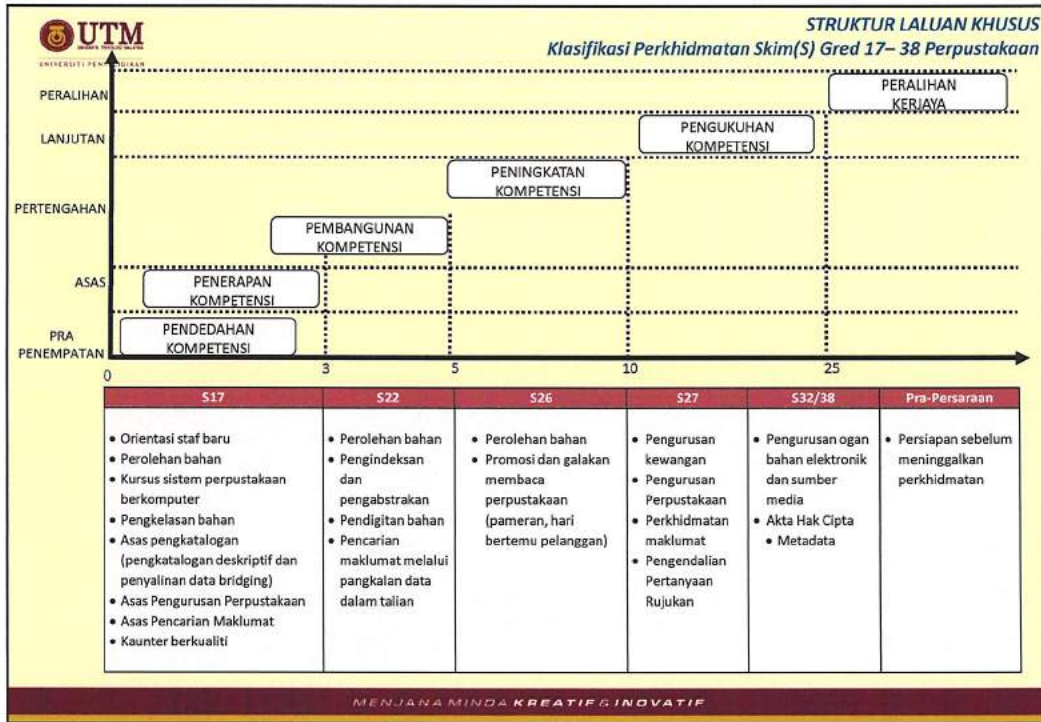 UTM
UNIVERSITI TEKNOLOGI MALAYSIA
STRUKTUR LALUAN KHUSUS
Klasifikasi Perkhidmatan Skim(S) Gred 17– 38 Perpustakaan
PERALIHAN
PERALIHAN
KERJAYA
LANJUTAN
PENGUKUHAN
KOMPETENSI
PENINGKATAN
KOMPETENSI
PERTENGAHAN
PEMBANGUNAN
KOMPETENSI
ASAS
PENERAPAN
KOMPETENSI
PRA
PENEMPATAN
PENDEDAHAN
KOMPETENSI
0 3 5 10 25
S17
• Orientasi staf baru
• Perolehan bahan
• Kursus sistem perpustakaan
berkomputer
• Pengkelasan bahan
• Asas pengkatalogan
(pengkatalogan deskriptif dan
penyalinan data bridging)
• Asas Pengurusan Perpustakaan
• Asas Pencarian Maklumat
• Kaunter berkualiti
S22
• Perolehan bahan
• Pengindeksan
dan
pengabstrakan
• Pendigitan bahan
• Pencarian
maklumat melalui
pangkalan data
dalam talian
S26
• Perolehan bahan
• Promosi dan galakan
membaca
perpustakaan
(pameran, hari
bertemu pelanggan)
S27
• Pengurusan
kewangan
• Pengurusan
Perpustakaan
• Perkhidmatan
maklumat
• Pengendalian
Pertanyaan
Rujukan
S32/38
• Pengurusan ogan
bahan elektronik
dan sumber
media
• Akta Hak Cipta
• Metadata
Pra-Persaraan
• Persiapan sebelum
meninggalkan
perkhidmatan
MENJANA MINDA KREATIF & INOVATIF